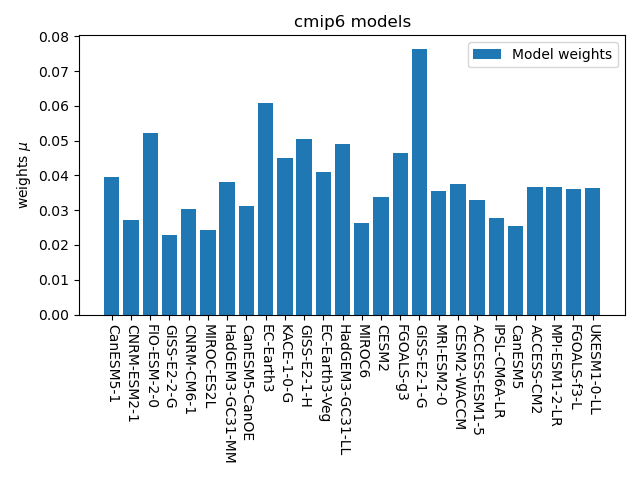 cmip6 models
Model weights
weights μ
0.08
0.07
0.06
0.05
0.04
0.03
0.02
0.01
0.00
CanESM5-1
CNRM-ESM2-1
FIO-ESM-2-0
GISS-E2-2-G
CNRM-CM6-1
MIROC-ES2L
HadGEM3-GC31-MM
CanESM5-CanOE
EC-Earth3
KACE-1-0-G
GISS-E2-1-H
EC-Earth3-Veg
HadGEM3-GC31-LL
MIROC6
CESM2
FGOALS-g3
GISS-E2-1-G
MRI-ESM2-0
CESM2-WACCM
ACCESS-ESM1-5
IPSL-CM6A-LR
CanESM5
ACCESS-CM2
MPI-ESM1-2-LR
FGOALS-f3-L
UKESM1-0-LL